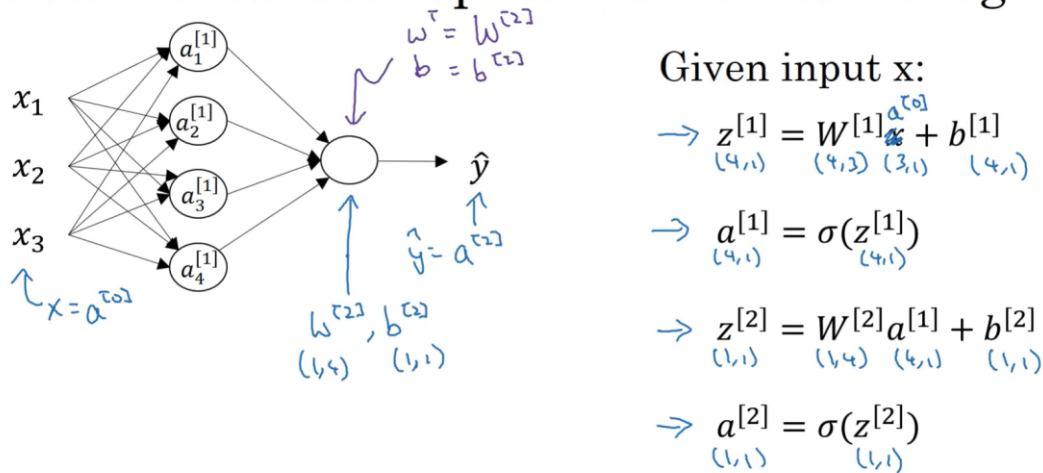 wᵀ = W^[2]
b = b^[2]
a₁^[1]
a₂^[1]
a₃^[1]
a₄^[1]
x₁
x₂
x₃
x = a^[0]
ŷ
ŷ = a^[2]
W^[2], b^[2]
(1,4) (1,1)
Given input x:
a^[0]
→ z^[1] = W^[1]x + b^[1]
(4,1) (4,3) (3,1) (4,1)
→ a^[1] = σ(z^[1])
(4,1) (4,1)
→ z^[2] = W^[2]a^[1] + b^[2]
(1,1) (1,4) (4,1) (1,1)
→ a^[2] = σ(z^[2])
(1,1) (1,1)